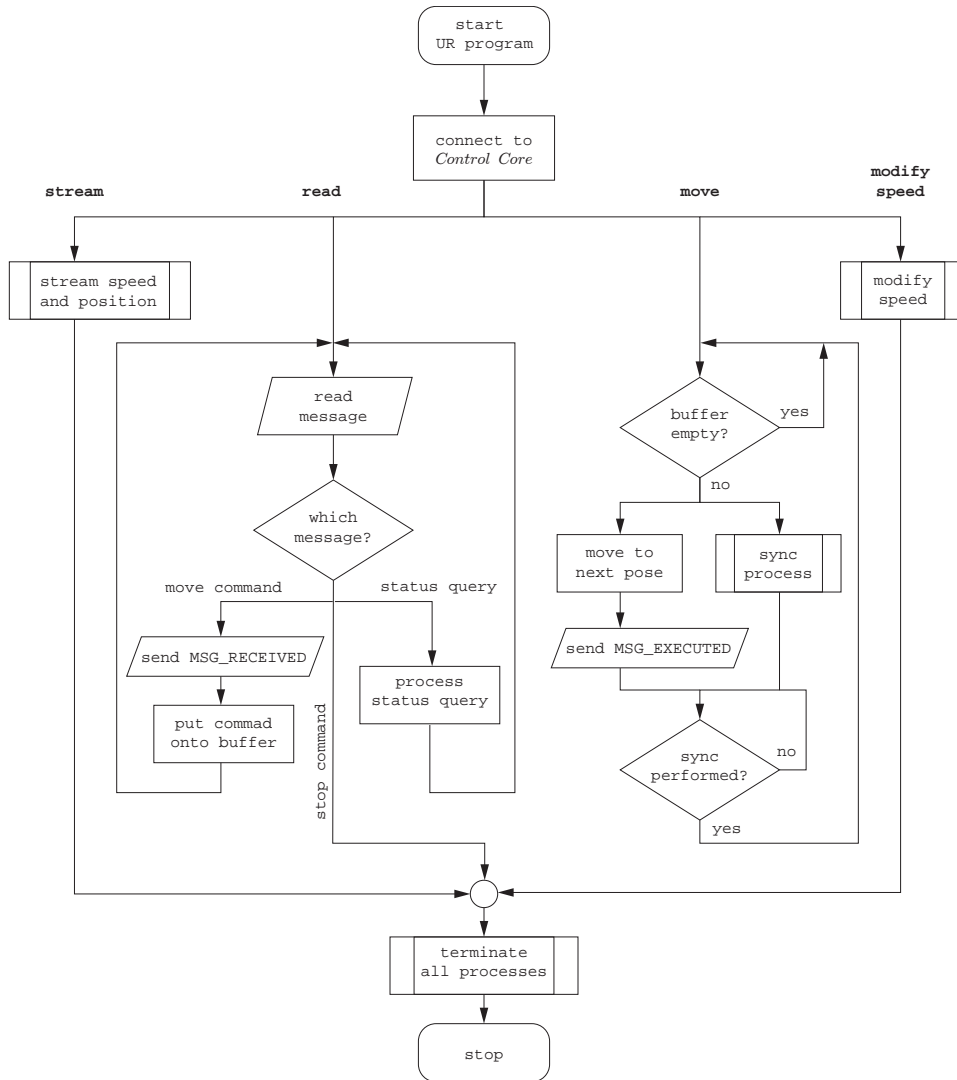 start
UR program
connect to
Control Core
stream
read
move
modify
speed
stream speed
and position
modify
speed
read
message
buffer
empty?
yes
no
which
message?
move to
next pose
sync
process
move command
status query
send MSG_RECEIVED
send MSG_EXECUTED
process
status query
put commad
onto buffer
stop command
sync
performed?
no
yes
terminate
all processes
stop